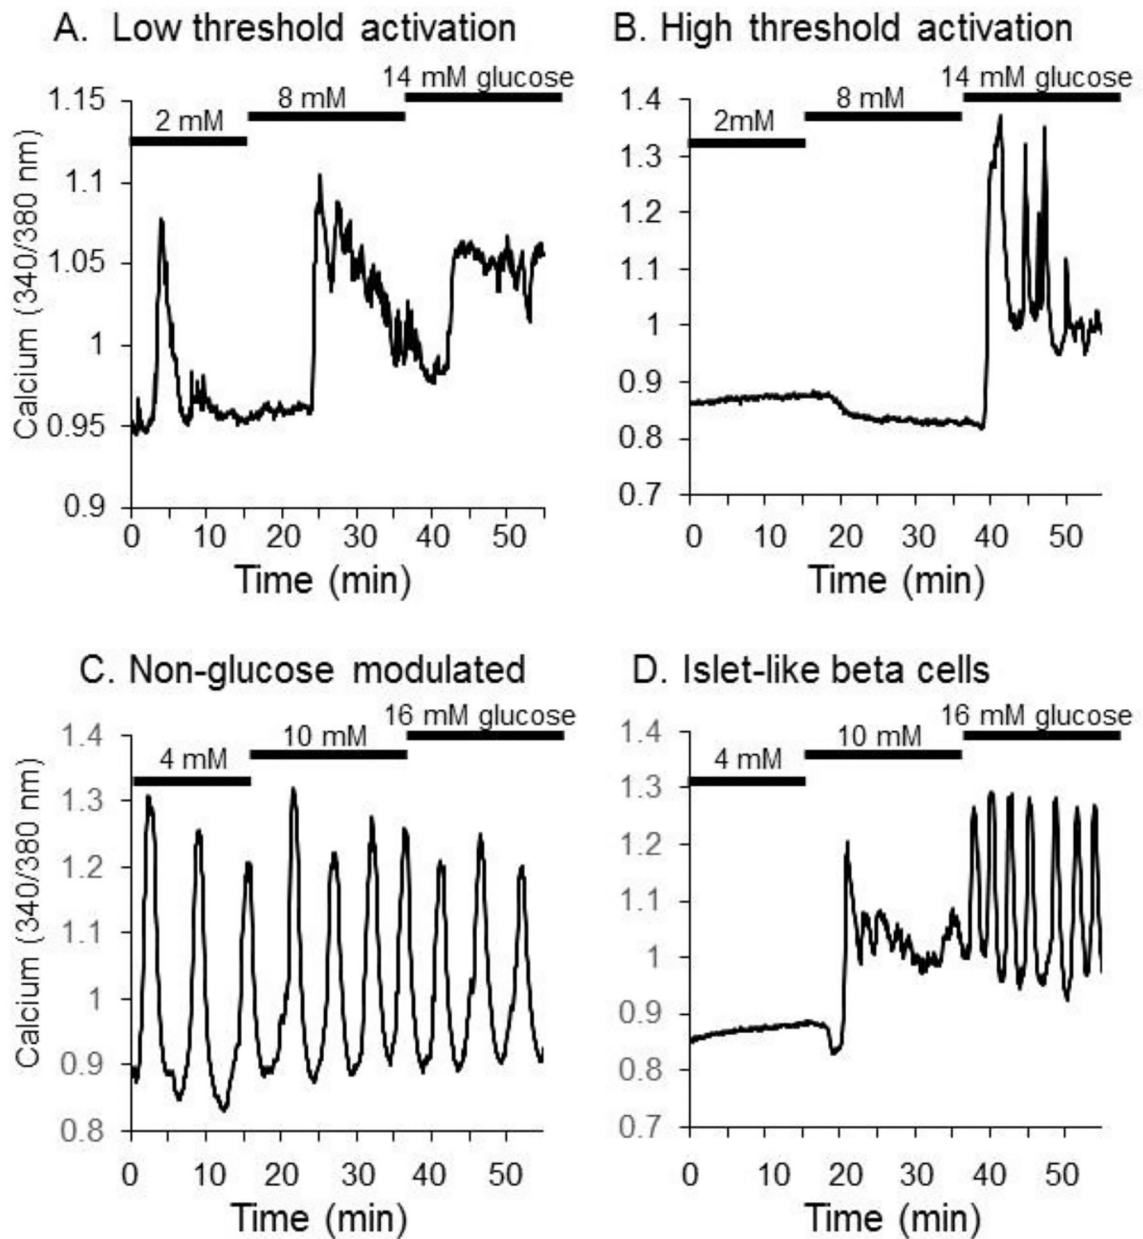 A. Low threshold activation
14 mM glucose
8 mM
2 mM
Calcium (340/380 nm)
1.15
1.1
1.05
1
0.95
0.9
0 10 20 30 40 50
Time (min)
B. High threshold activation
14 mM glucose
8 mM
2mM
1.4
1.3
1.2
1.1
1
0.9
0.8
0.7
0 10 20 30 40 50
Time (min)
C. Non-glucose modulated
16 mM glucose
10 mM
4 mM
Calcium (340/380 nm)
1.4
1.3
1.2
1.1
1
0.9
0.8
0 10 20 30 40 50
Time (min)
D. Islet-like beta cells
16 mM glucose
10 mM
4 mM
1.4
1.3
1.2
1.1
1
0.9
0.8
0.7
0 10 20 30 40 50
Time (min)